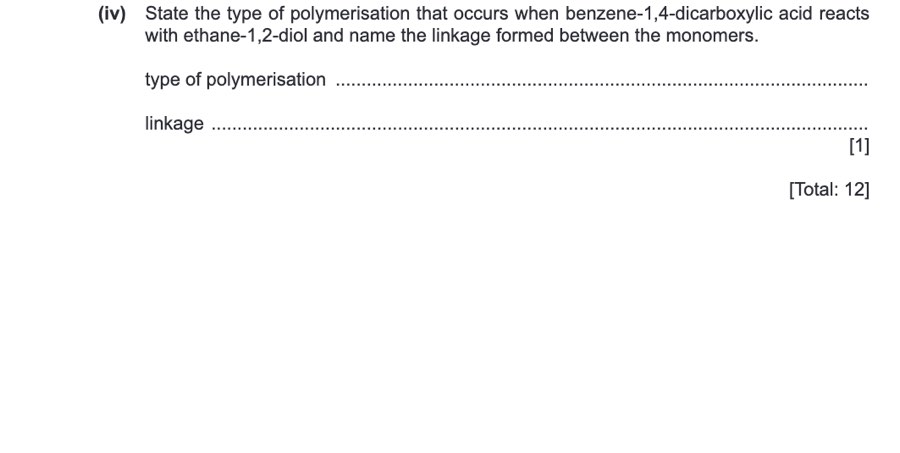 (iv) State the type of polymerisation that occurs when benzene-1,4-dicarboxylic acid reacts
with ethane-1,2-diol and name the linkage formed between the monomers.
type of polymerisation ....................................................................................................
linkage ............................................................................................................................
[1]
[Total: 12]